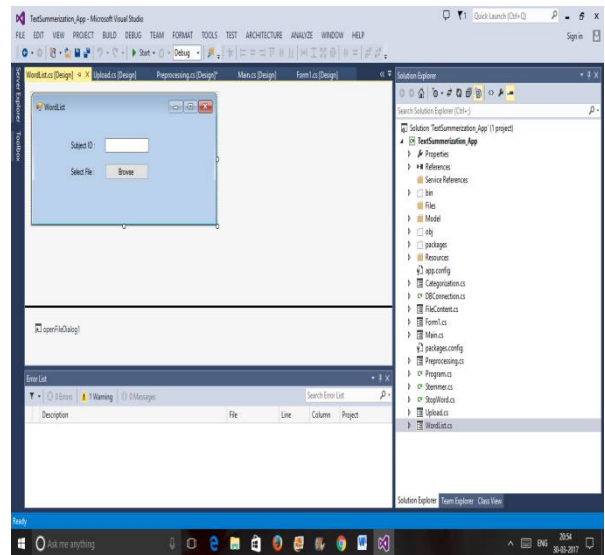 TextSummerization_App - Microsoft Visual Studio
Quick Launch (Ctrl+Q)
FILE EDIT VIEW PROJECT BUILD DEBUG TEAM FORMAT TOOLS TEST ARCHITECTURE ANALYZE WINDOW HELP
Sign in
Start Debug
Server Explorer
Toolbox
WordList.cs [Design] Upload.cs [Design] Preprocessing.cs [Design]* Main.cs [Design] Form1.cs [Design]
WordList
Subject ID :
Select File : Browse
openFileDialog1
Error List
0 Errors 1 Warning 0 Messages Search Error List
Description File Line Column Project
Solution Explorer
Search Solution Explorer (Ctrl+;)
Solution 'TextSummerization_App' (1 project)
TextSummerization_App
Properties
References
Service References
bin
Files
Model
obj
packages
Resources
app.config
Categorization.cs
DBConnection.cs
FileContent.cs
Form1.cs
Main.cs
packages.config
Preprocessing.cs
Program.cs
Stemmer.cs
StopWord.cs
Upload.cs
WordList.cs
Solution Explorer Team Explorer Class View
Ready
Ask me anything
ENG
20:54
30-03-2017